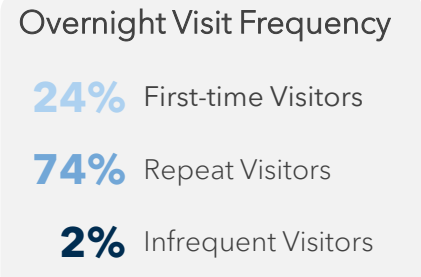 Overnight Visit Frequency
24% First-time Visitors
74% Repeat Visitors
2% Infrequent Visitors